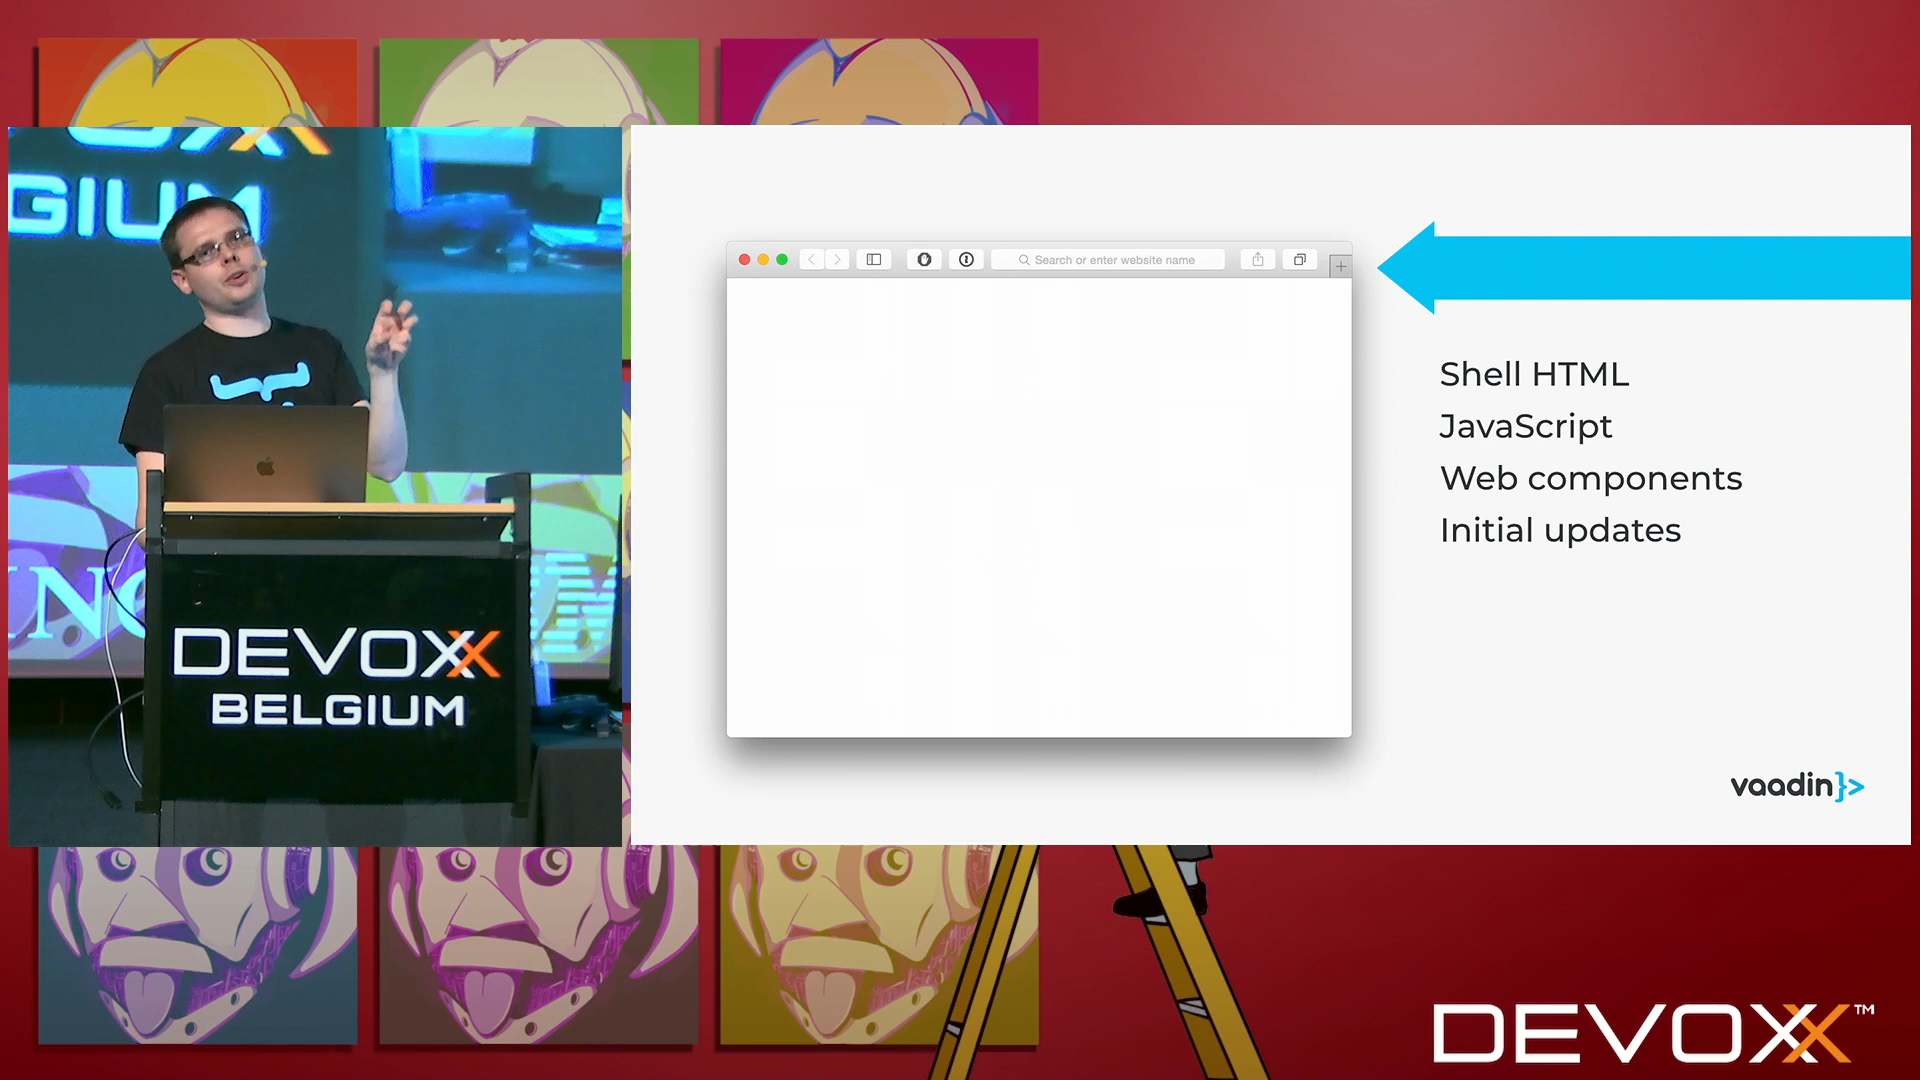 GIUM
DEVOXX
BELGIUM
Search or enter website name
Shell HTML
JavaScript
Web components
Initial updates
vaadin}>
DEVOXX™